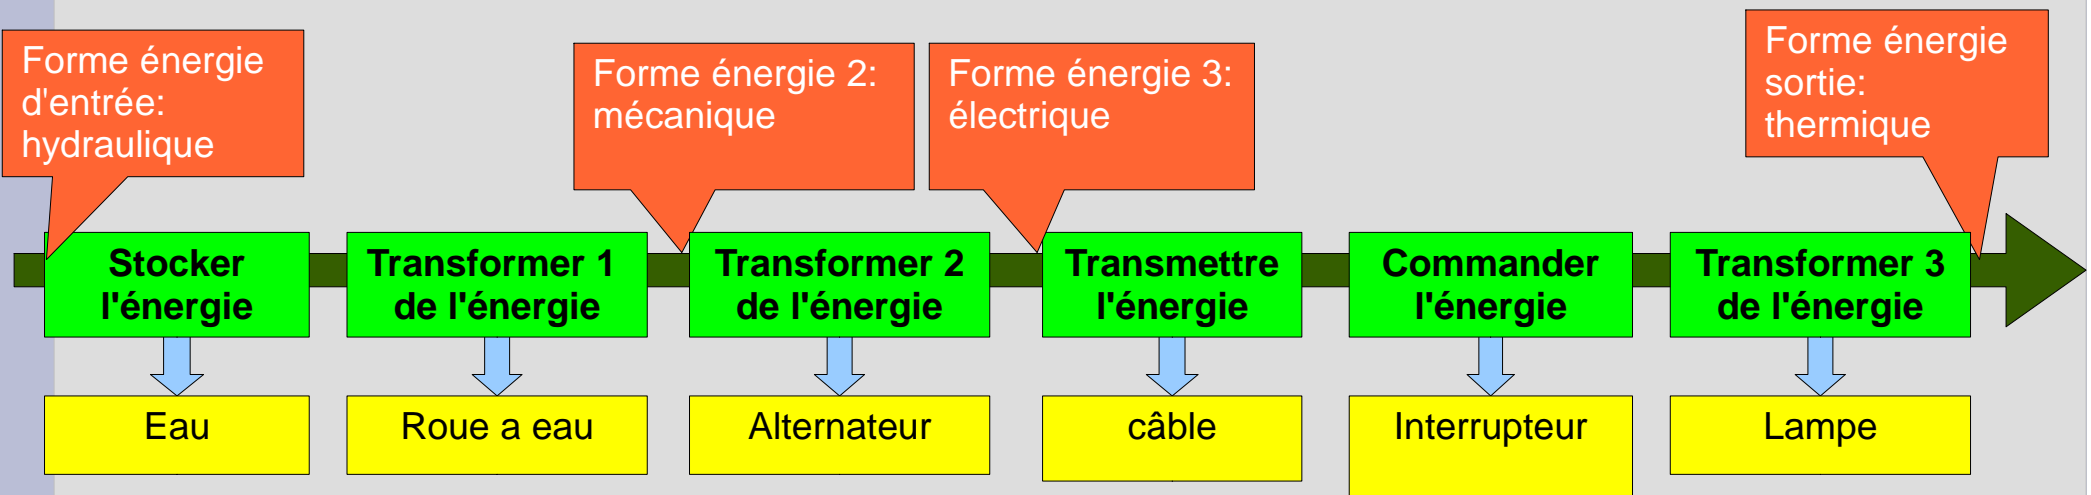 Forme énergie
d'entrée:
hydraulique
Forme énergie 2:
mécanique
Forme énergie 3:
électrique
Forme énergie
sortie:
thermique
Stocker
l'énergie
Transformer 1
de l'énergie
Transformer 2
de l'énergie
Transmettre
l'énergie
Commander
l'énergie
Transformer 3
de l'énergie
Eau
Roue a eau
Alternateur
câble
Interrupteur
Lampe